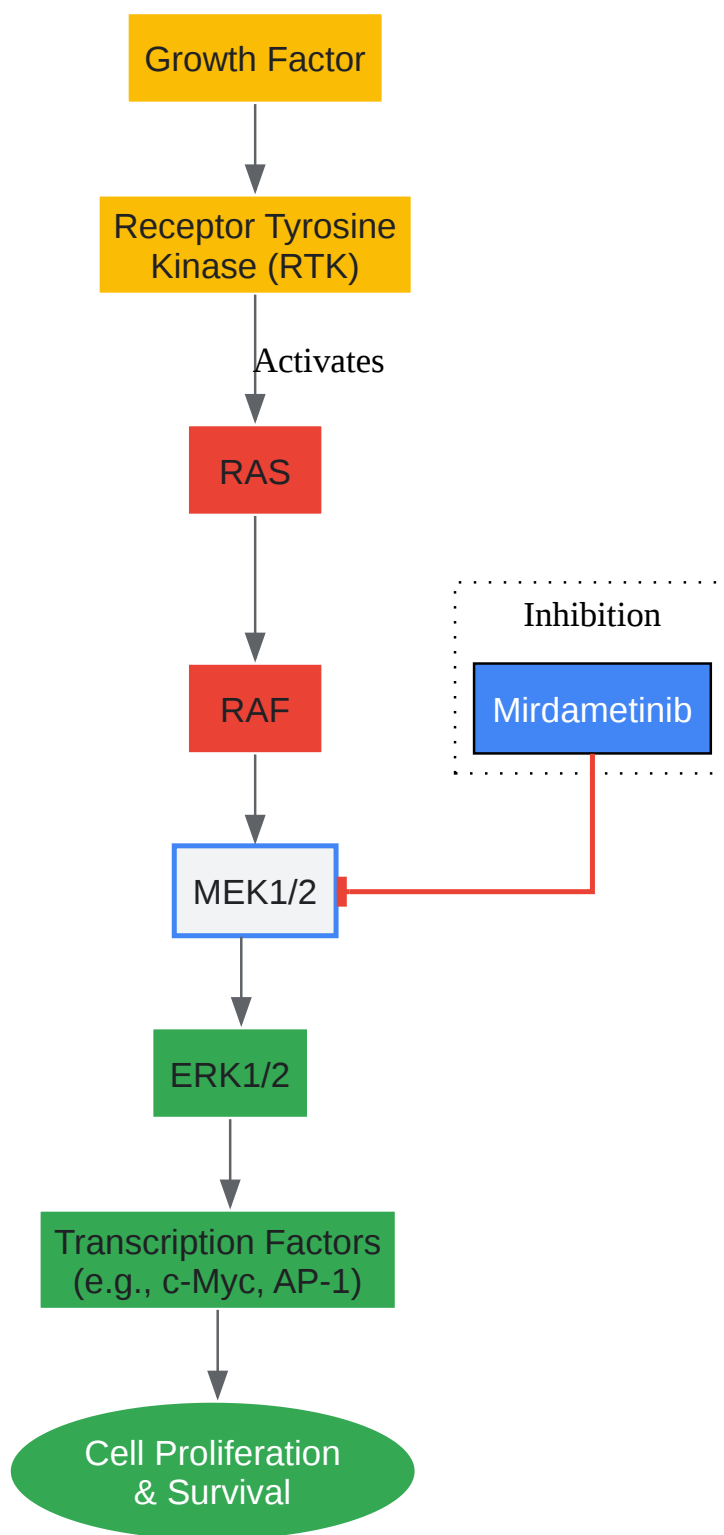 Growth Factor
Receptor Tyrosine
Kinase (RTK)
Activates
RAS
Inhibition
RAF
Mirdametinib
MEK1/2
ERK1/2
Transcription Factors
(e.g., c-Myc, AP-1)
Cell Proliferation
& Survival